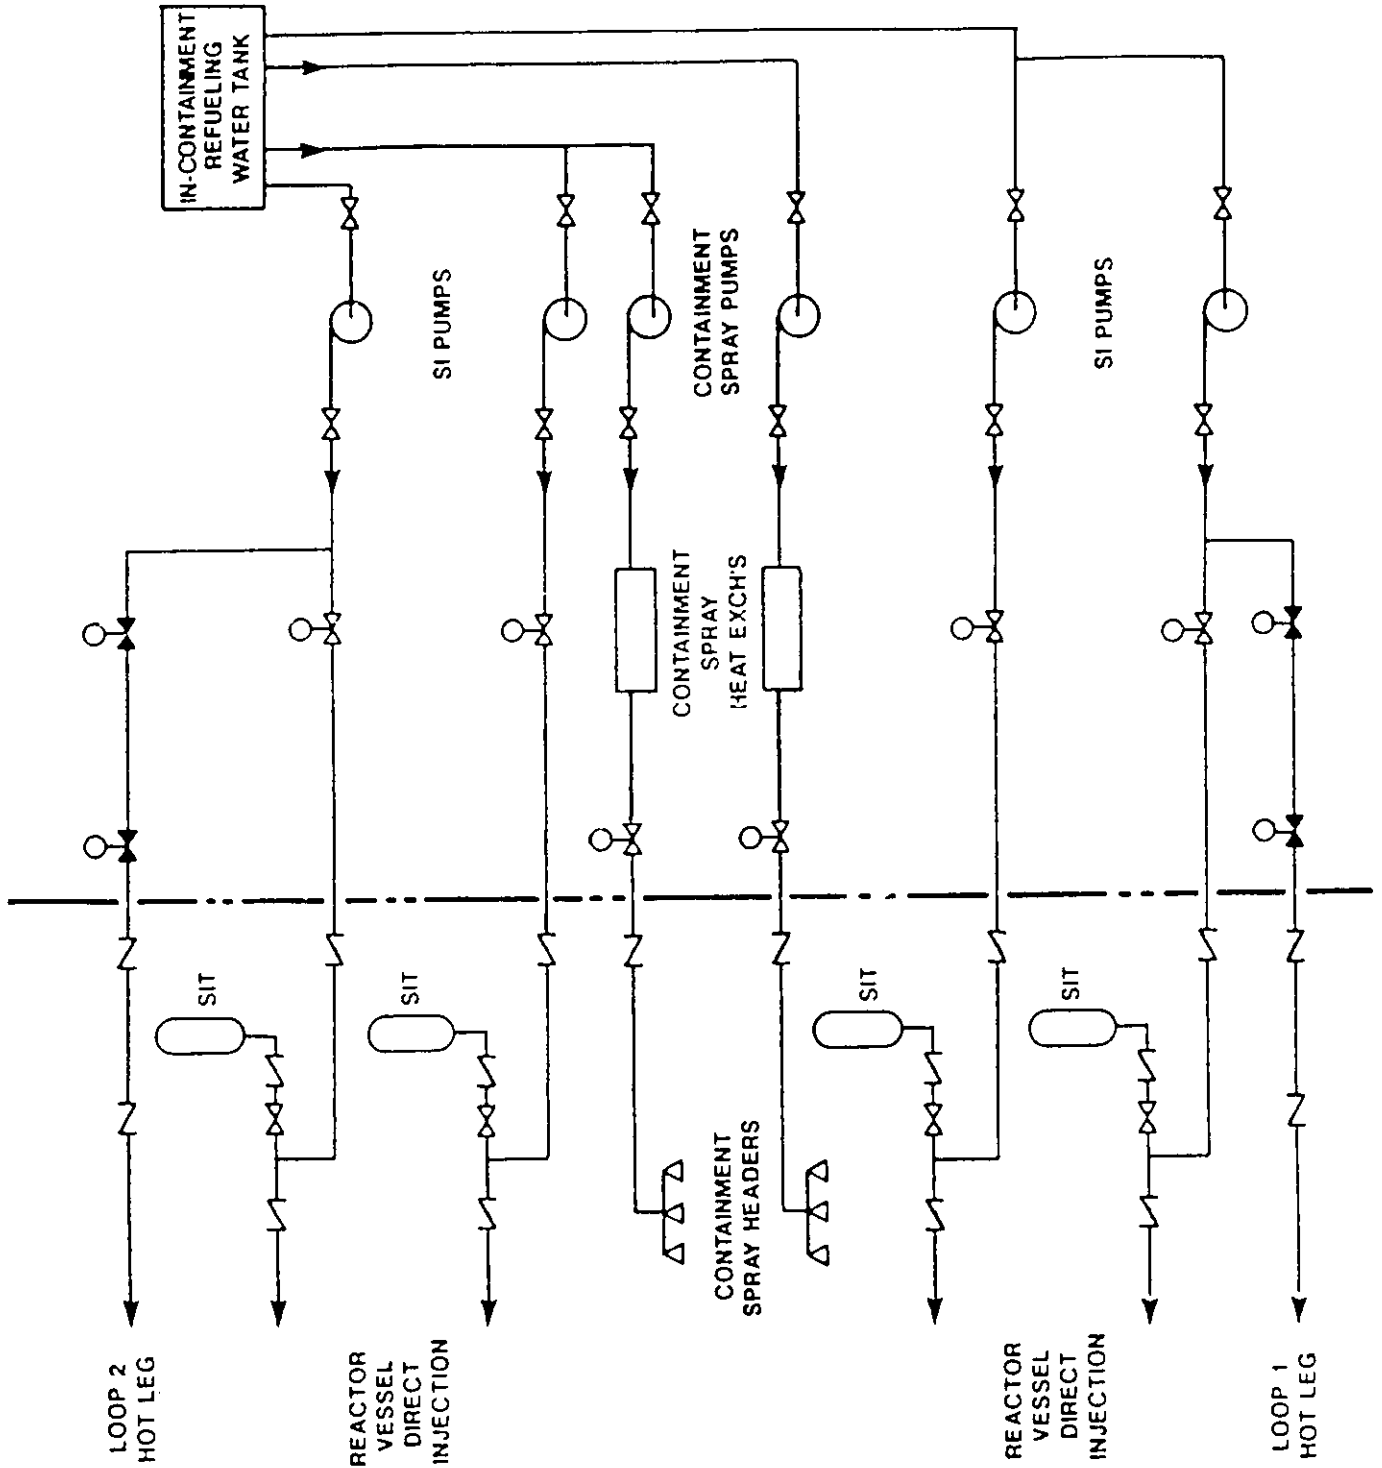 IN-CONTAINMENT
REFUELING
WATER TANK
SI PUMPS
CONTAINMENT
SPRAY PUMPS
SI PUMPS
CONTAINMENT
SPRAY
HEAT EXCH'S
SIT
SIT
SIT
SIT
CONTAINMENT
SPRAY HEADERS
LOOP 2
HOT LEG
REACTOR
VESSEL
DIRECT
INJECTION
REACTOR
VESSEL
DIRECT
INJECTION
LOOP 1
HOT LEG